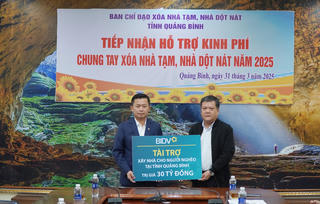 BAN CHỈ ĐẠO XÓA NHÀ TẠM, NHÀ DỘT NÁT
TỈNH QUẢNG BÌNH
TIẾP NHẬN HỖ TRỢ KINH PHÍ
CHUNG TAY XÓA NHÀ TẠM, NHÀ DỘT NÁT NĂM 2025
Quảng Bình, ngày 31 tháng 3 năm 2025
BIDV
TÀI TRỢ
XÂY NHÀ CHO NGƯỜI NGHÈO
TẠI TỈNH QUẢNG BÌNH
TRỊ GIÁ 30 TỶ ĐỒNG